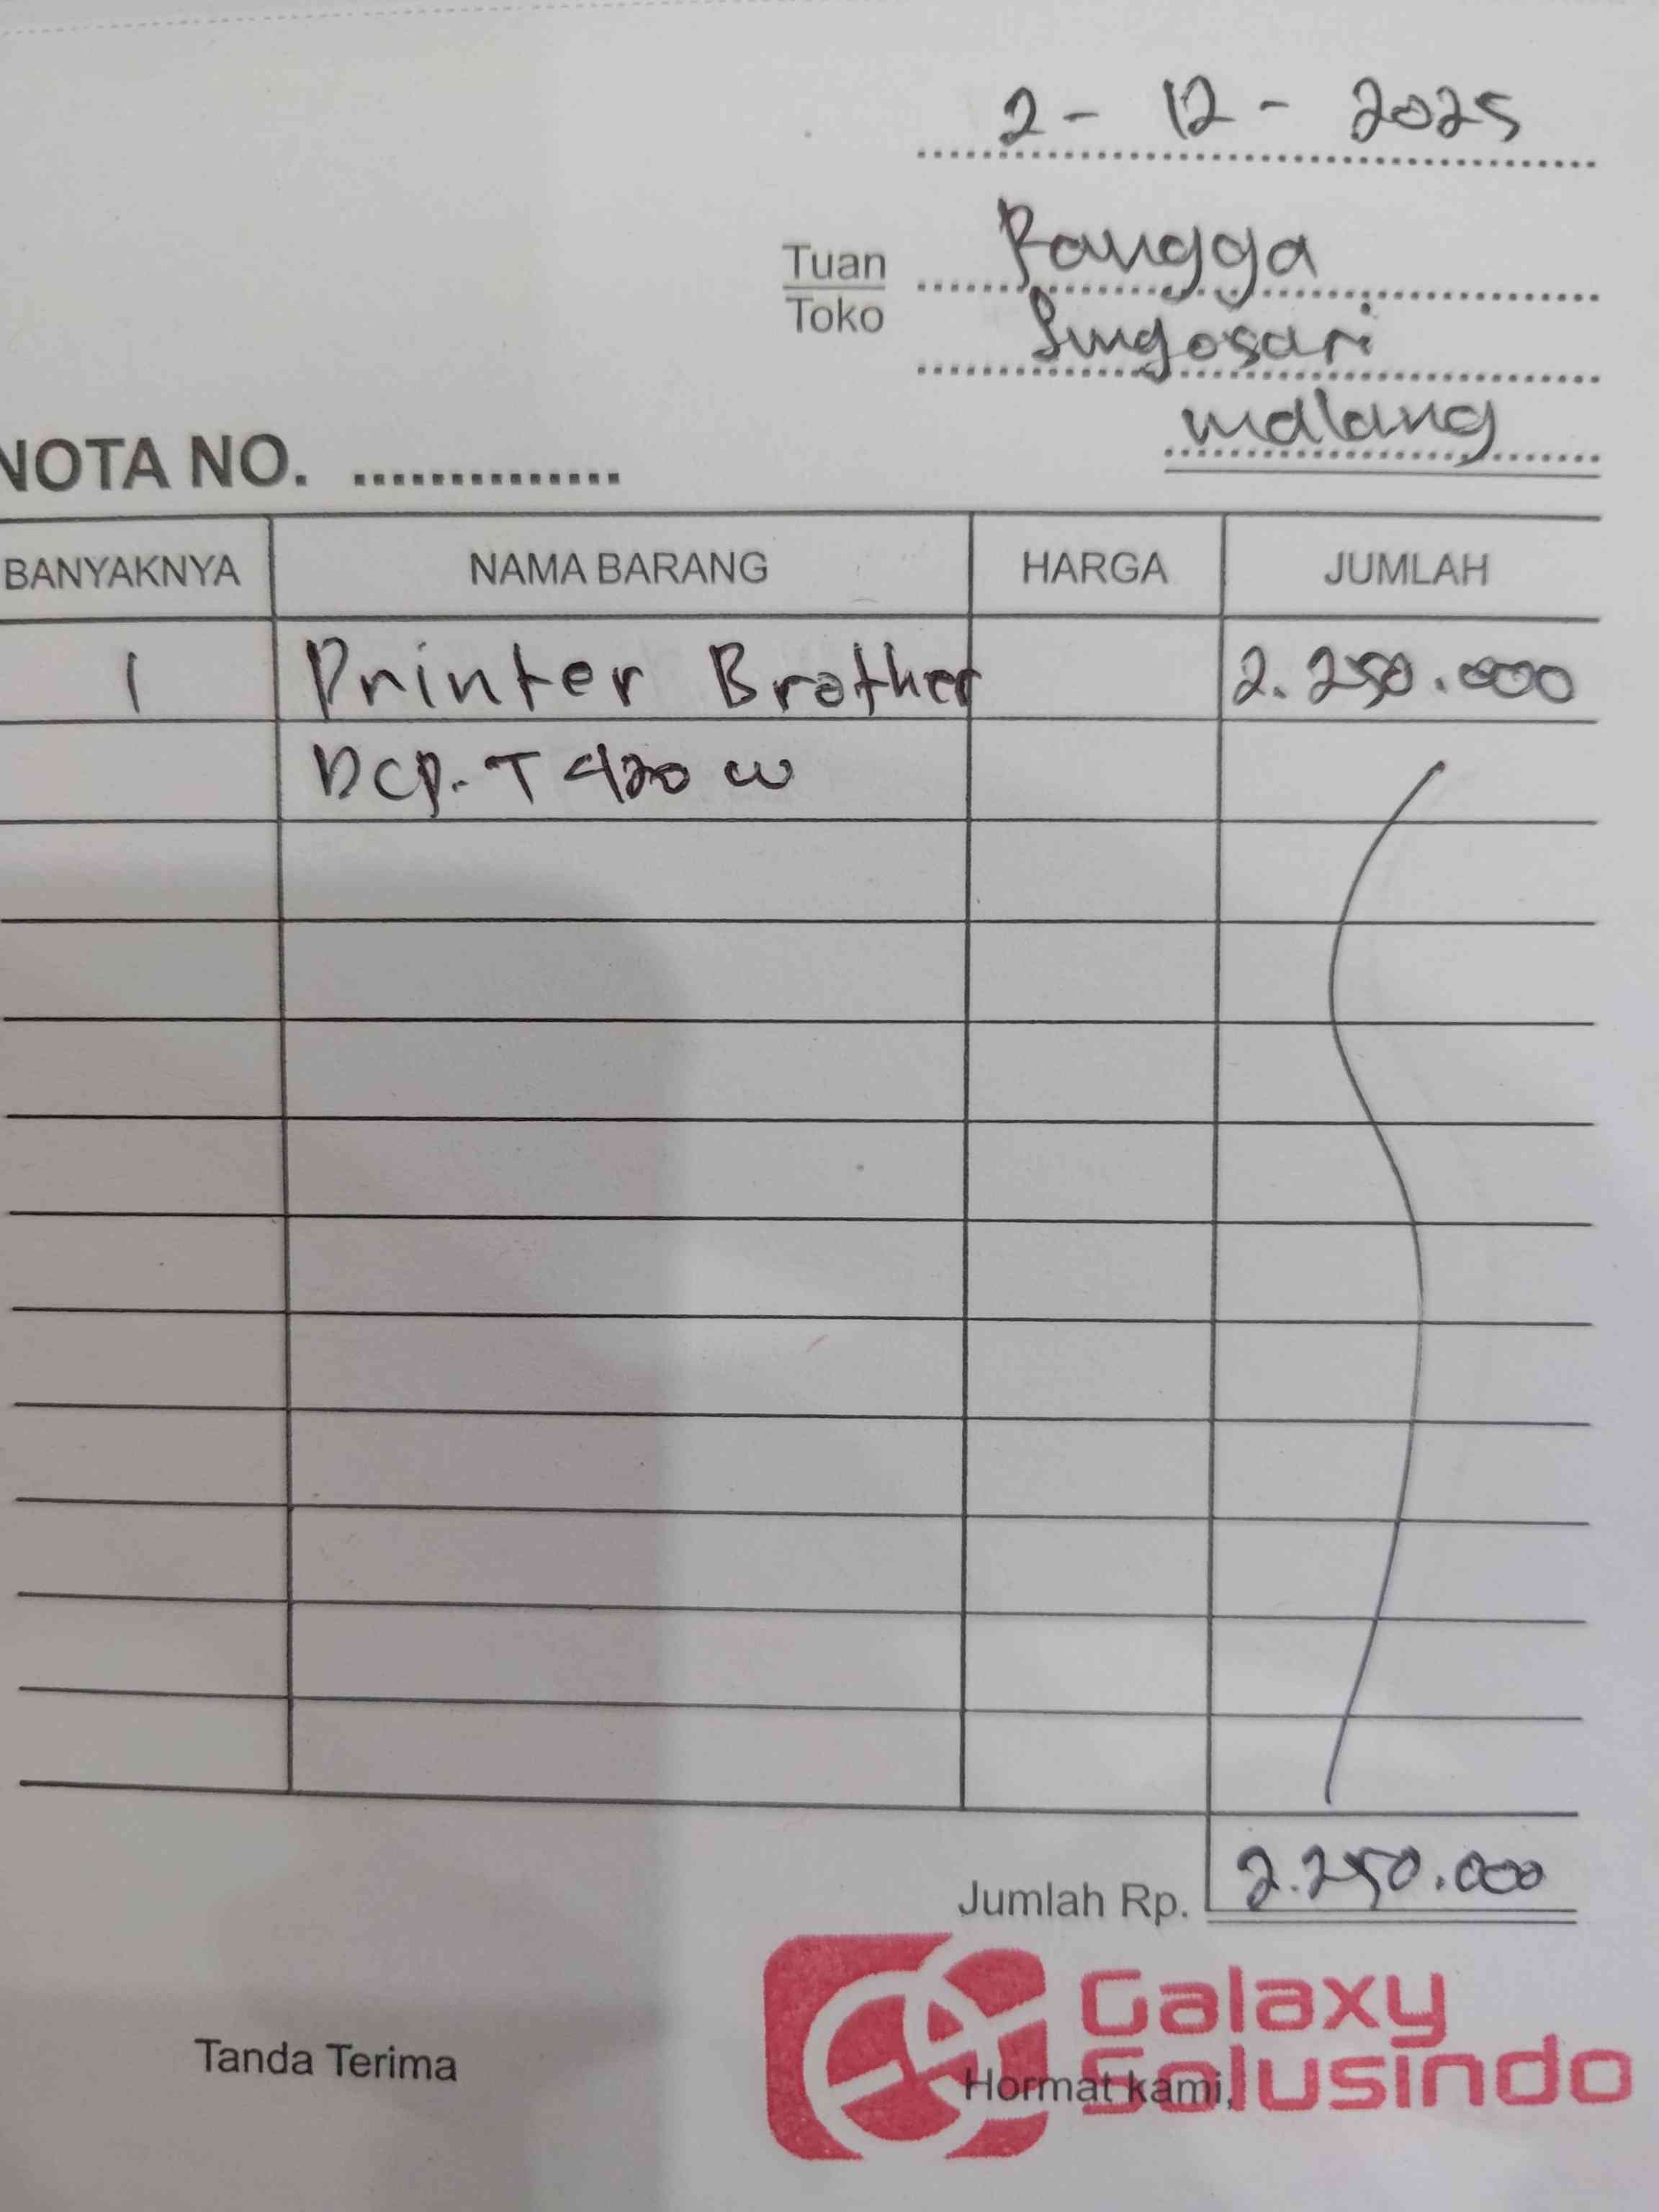 2 - 12 - 2025
Tuan Rangga
Toko Singosari
malang
NOTA NO. ..............
BANYAKNYA NAMA BARANG HARGA JUMLAH
1 Printer Brother 2.250.000
DCP-T420W
Jumlah Rp. 2.250.000
Galaxy
Solusindo
Tanda Terima Hormat kami,